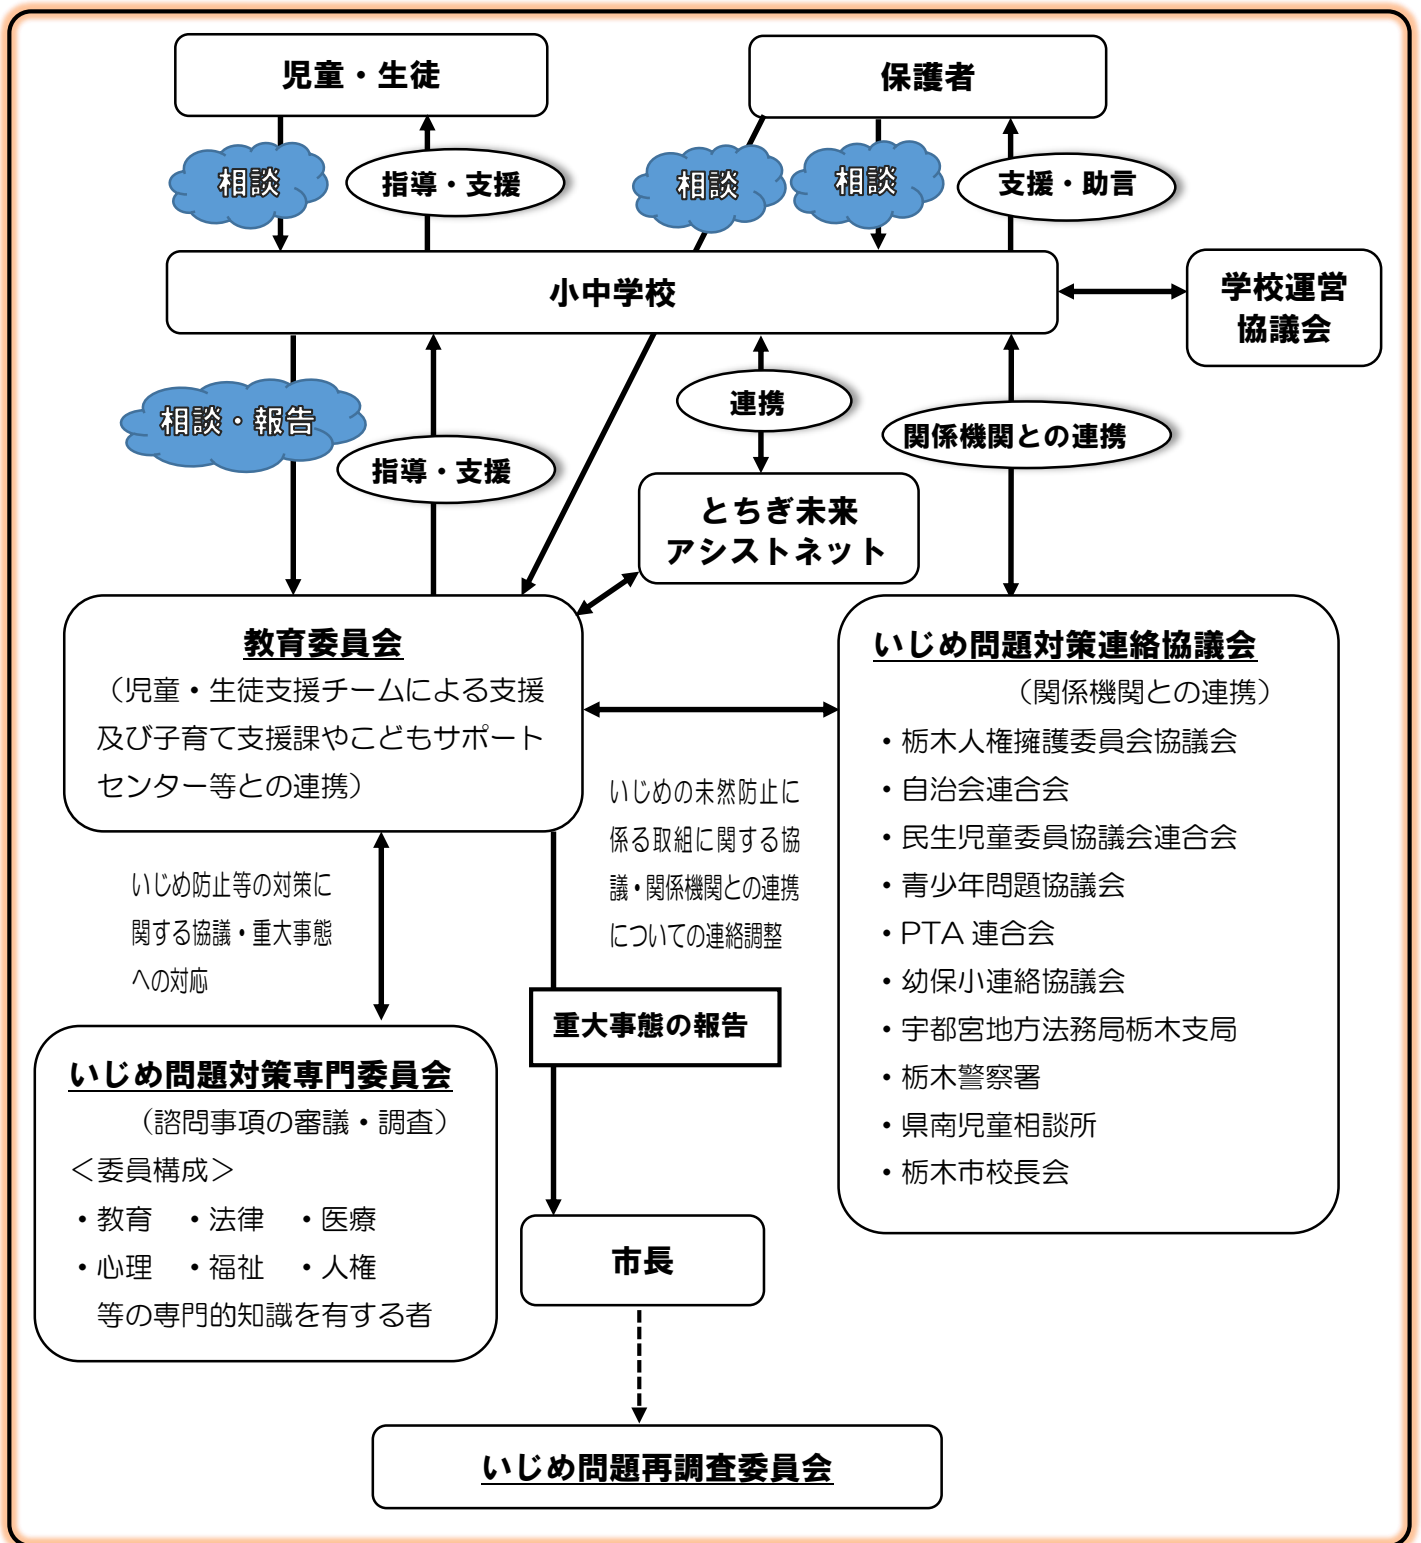 児童・生徒
保護者
相談
指導・支援
相談
相談
支援・助言
小中学校
学校運営
協議会
相談・報告
指導・支援
連携
関係機関との連携
とちぎ未来
アシストネット
教育委員会
（児童・生徒支援チームによる支援
及び子育て支援課やこどもサポート
センター等との連携）
いじめ問題対策連絡協議会
（関係機関との連携）
・栃木人権擁護委員会協議会
・自治会連合会
・民生児童委員協議会連合会
・青少年問題協議会
・PTA 連合会
・幼保小連絡協議会
・宇都宮地方法務局栃木支局
・栃木警察署
・県南児童相談所
・栃木市校長会
いじめの未然防止に
係る取組に関する協
議・関係機関との連携
についての連絡調整
いじめ防止等の対策に
関する協議・重大事態
への対応
重大事態の報告
いじめ問題対策専門委員会
（諮問事項の審議・調査）
＜委員構成＞
・教育　・法律　・医療
・心理　・福祉　・人権
等の専門的知識を有する者
市長
いじめ問題再調査委員会